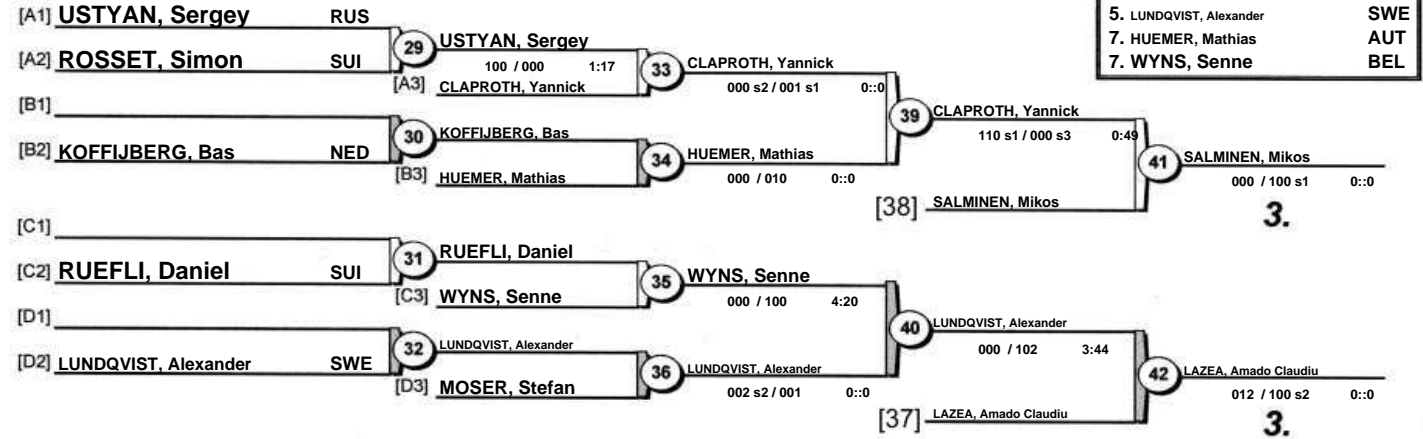 [A1] USTYAN, Sergey RUS
[A2] ROSSET, Simon SUI
29
USTYAN, Sergey
100 / 000 1:17
[A3] CLAPROTH, Yannick
33
CLAPROTH, Yannick
000 s2 / 001 s1 0::0
[B1]
[B2] KOFFIJBERG, Bas NED
30
KOFFIJBERG, Bas
[B3] HUEMER, Mathias
34
HUEMER, Mathias
000 / 010 0::0
39
CLAPROTH, Yannick
110 s1 / 000 s3 0:49
[38] SALMINEN, Mikos
41
SALMINEN, Mikos
000 / 100 s1 0::0
3.
[C1]
[C2] RUEFLI, Daniel SUI
31
RUEFLI, Daniel
[C3] WYNS, Senne
35
WYNS, Senne
000 / 100 4:20
[D1]
[D2] LUNDQVIST, Alexander SWE
32
LUNDQVIST, Alexander
[D3] MOSER, Stefan
36
LUNDQVIST, Alexander
002 s2 / 001 0::0
40
LUNDQVIST, Alexander
000 / 102 3:44
[37] LAZEA, Amado Claudiu
42
LAZEA, Amado Claudiu
012 / 100 s2 0::0
3.
5. LUNDQVIST, Alexander SWE
7. HUEMER, Mathias AUT
7. WYNS, Senne BEL